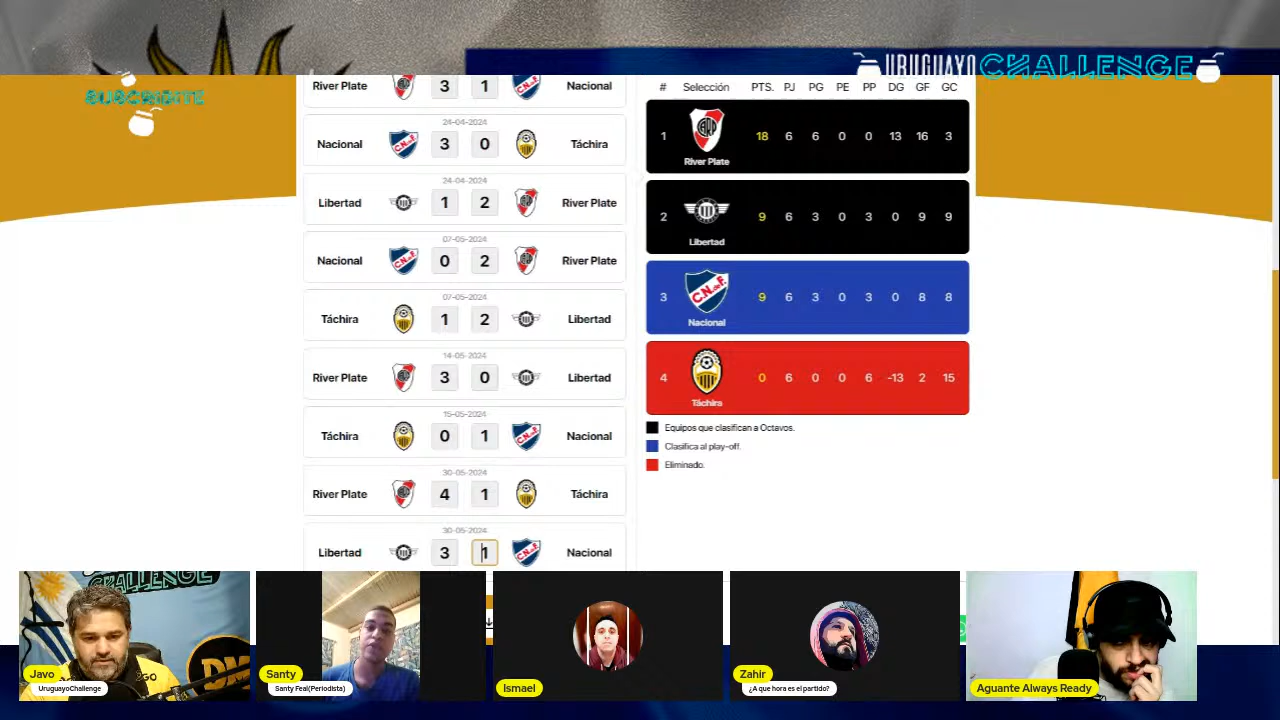 URUGUAYO CHALLENGE
SUSCRIBITE
River Plate 3 1 Nacional
24-04-2024
Nacional 3 0 Táchira
24-04-2024
Libertad 1 2 River Plate
07-05-2024
Nacional 0 2 River Plate
07-05-2024
Táchira 1 2 Libertad
14-05-2024
River Plate 3 0 Libertad
15-05-2024
Táchira 0 1 Nacional
30-05-2024
River Plate 4 1 Táchira
30-05-2024
Libertad 3 1 Nacional
# Selección PTS. PJ PG PE PP DG GF GC
1 River Plate 18 6 6 0 0 13 16 3
2 Libertad 9 6 3 0 3 0 9 9
3 Nacional 9 6 3 0 3 0 8 8
4 Táchira 0 6 0 0 6 -13 2 15
Equipos que clasifican a Octavos.
Clasifica al play-off.
Eliminado.
CHALLENGE
DM
Javo
UruguayoChallenge
Santy
Santy Feal(Periodista)
Ismael
Zahir
¿A que hora es el partido?
Aguante Always Ready